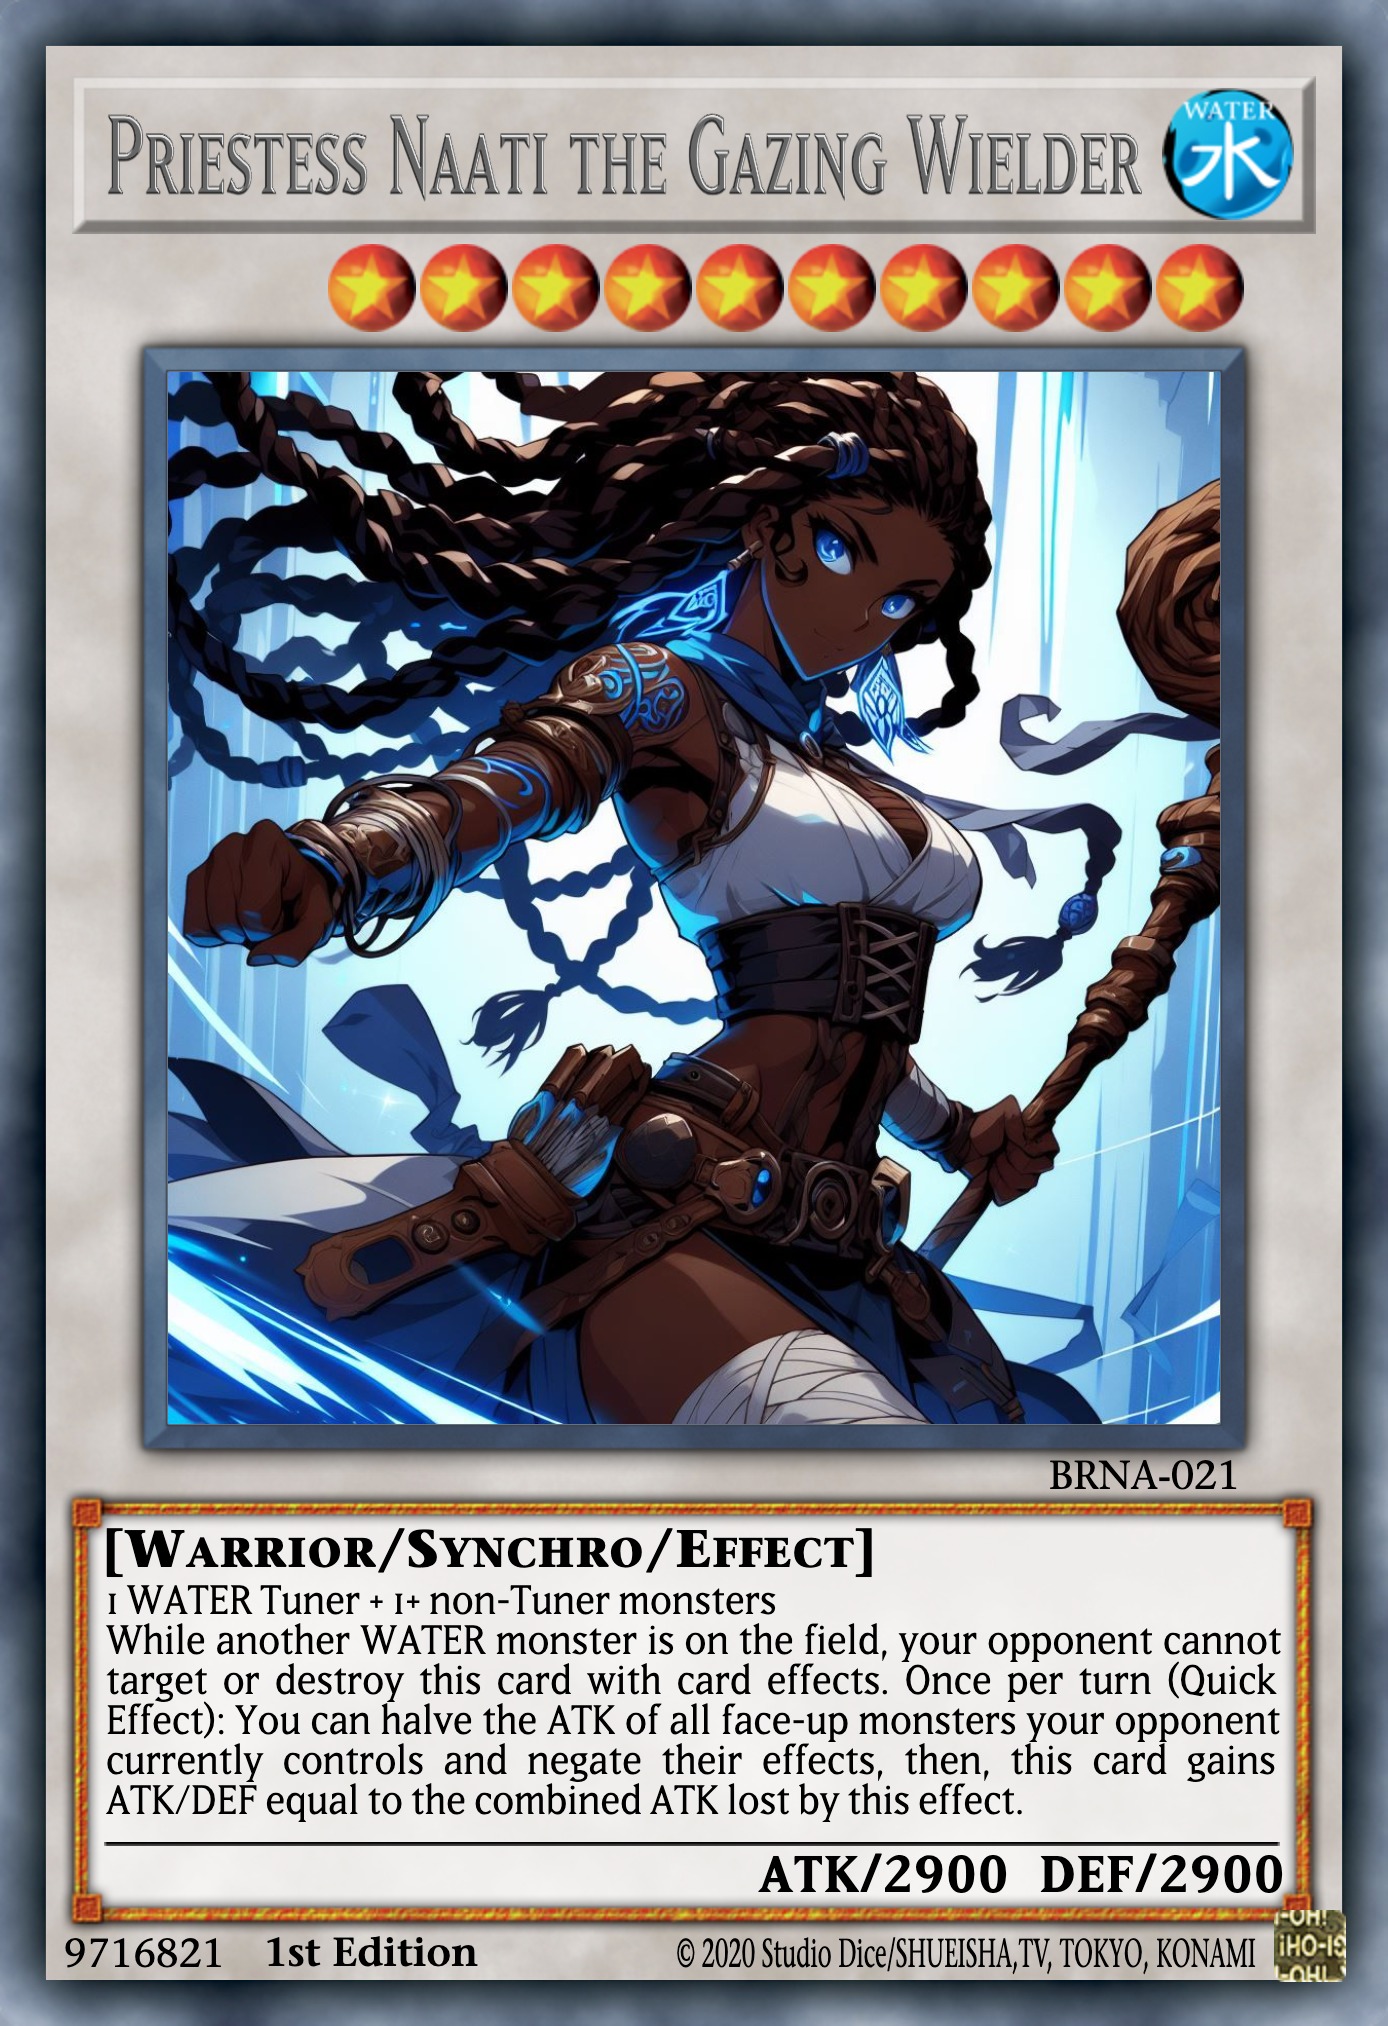 PRIESTESS NAATI THE GAZING WIELDER
WATER
水
BRNA-021
[WARRIOR/SYNCHRO/EFFECT]
1 WATER Tuner + 1+ non-Tuner monsters
While another WATER monster is on the field, your opponent cannot
target or destroy this card with card effects. Once per turn (Quick
Effect): You can halve the ATK of all face-up monsters your opponent
currently controls and negate their effects, then, this card gains
ATK/DEF equal to the combined ATK lost by this effect.
ATK/2900 DEF/2900
9716821 1st Edition © 2020 Studio Dice/SHUEISHA,TV, TOKYO, KONAMI